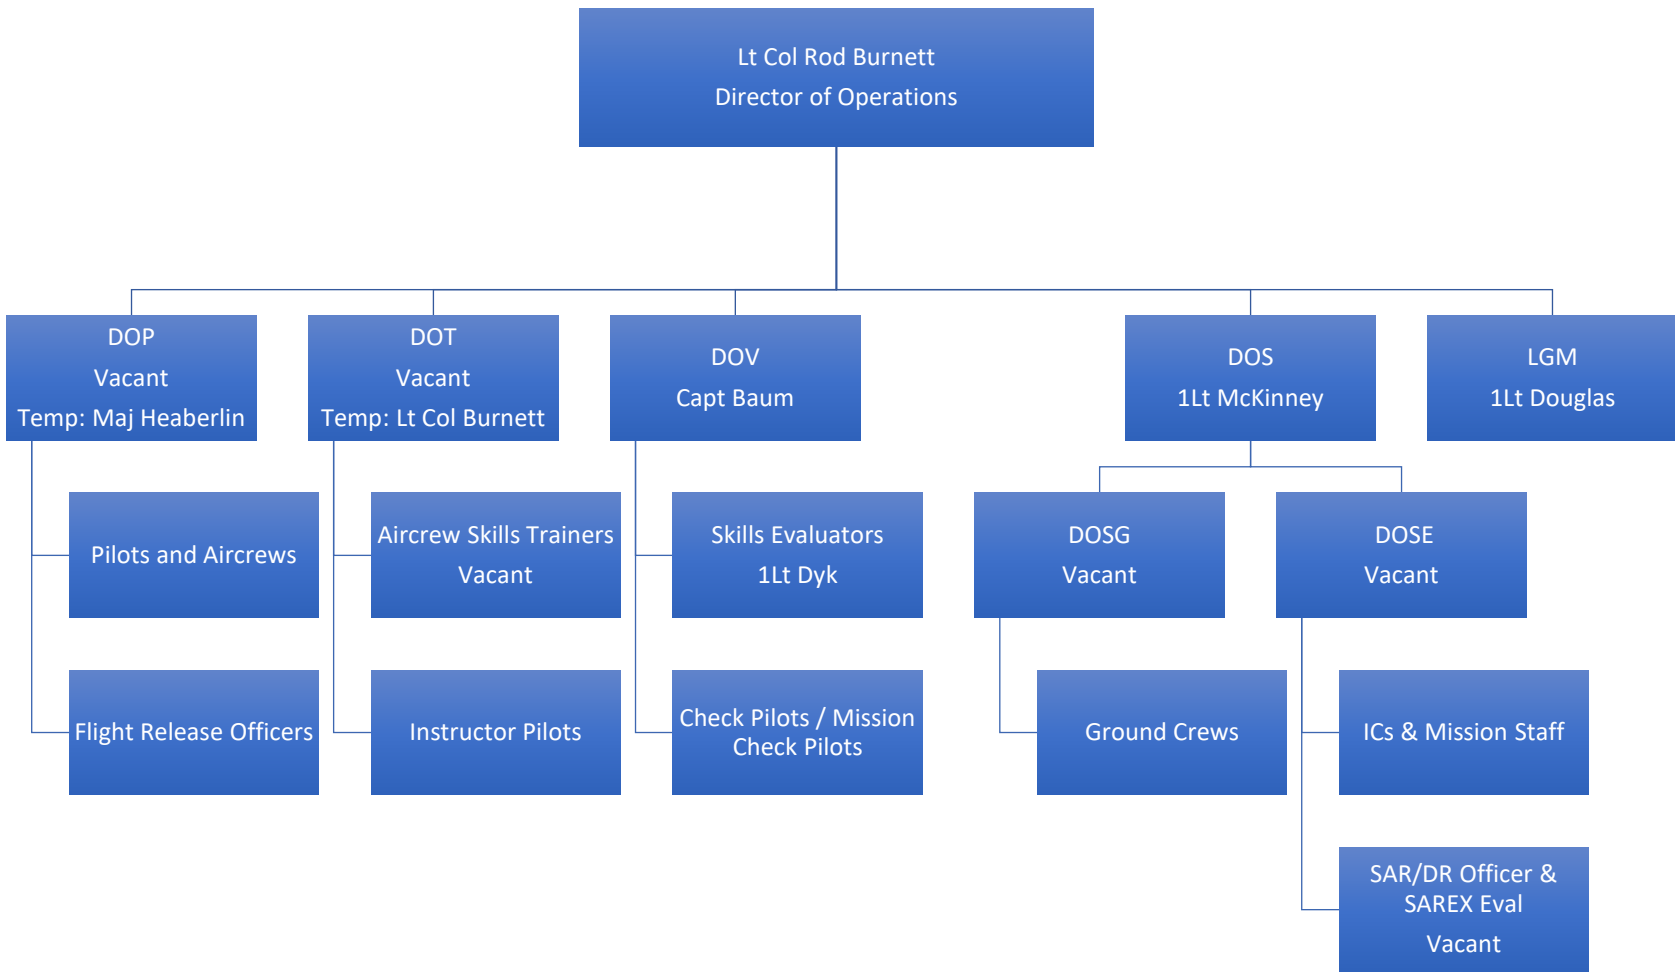 Lt Col Rod Burnett
Director of Operations
DOP
Vacant
Temp: Maj Heaberlin
DOT
Vacant
Temp: Lt Col Burnett
DOV
Capt Baum
DOS
1Lt McKinney
LGM
1Lt Douglas
Pilots and Aircrews
Aircrew Skills Trainers
Vacant
Skills Evaluators
1Lt Dyk
DOSG
Vacant
DOSE
Vacant
Flight Release Officers
Instructor Pilots
Check Pilots / Mission
Check Pilots
Ground Crews
ICs & Mission Staff
SAR/DR Officer &
SAREX Eval
Vacant